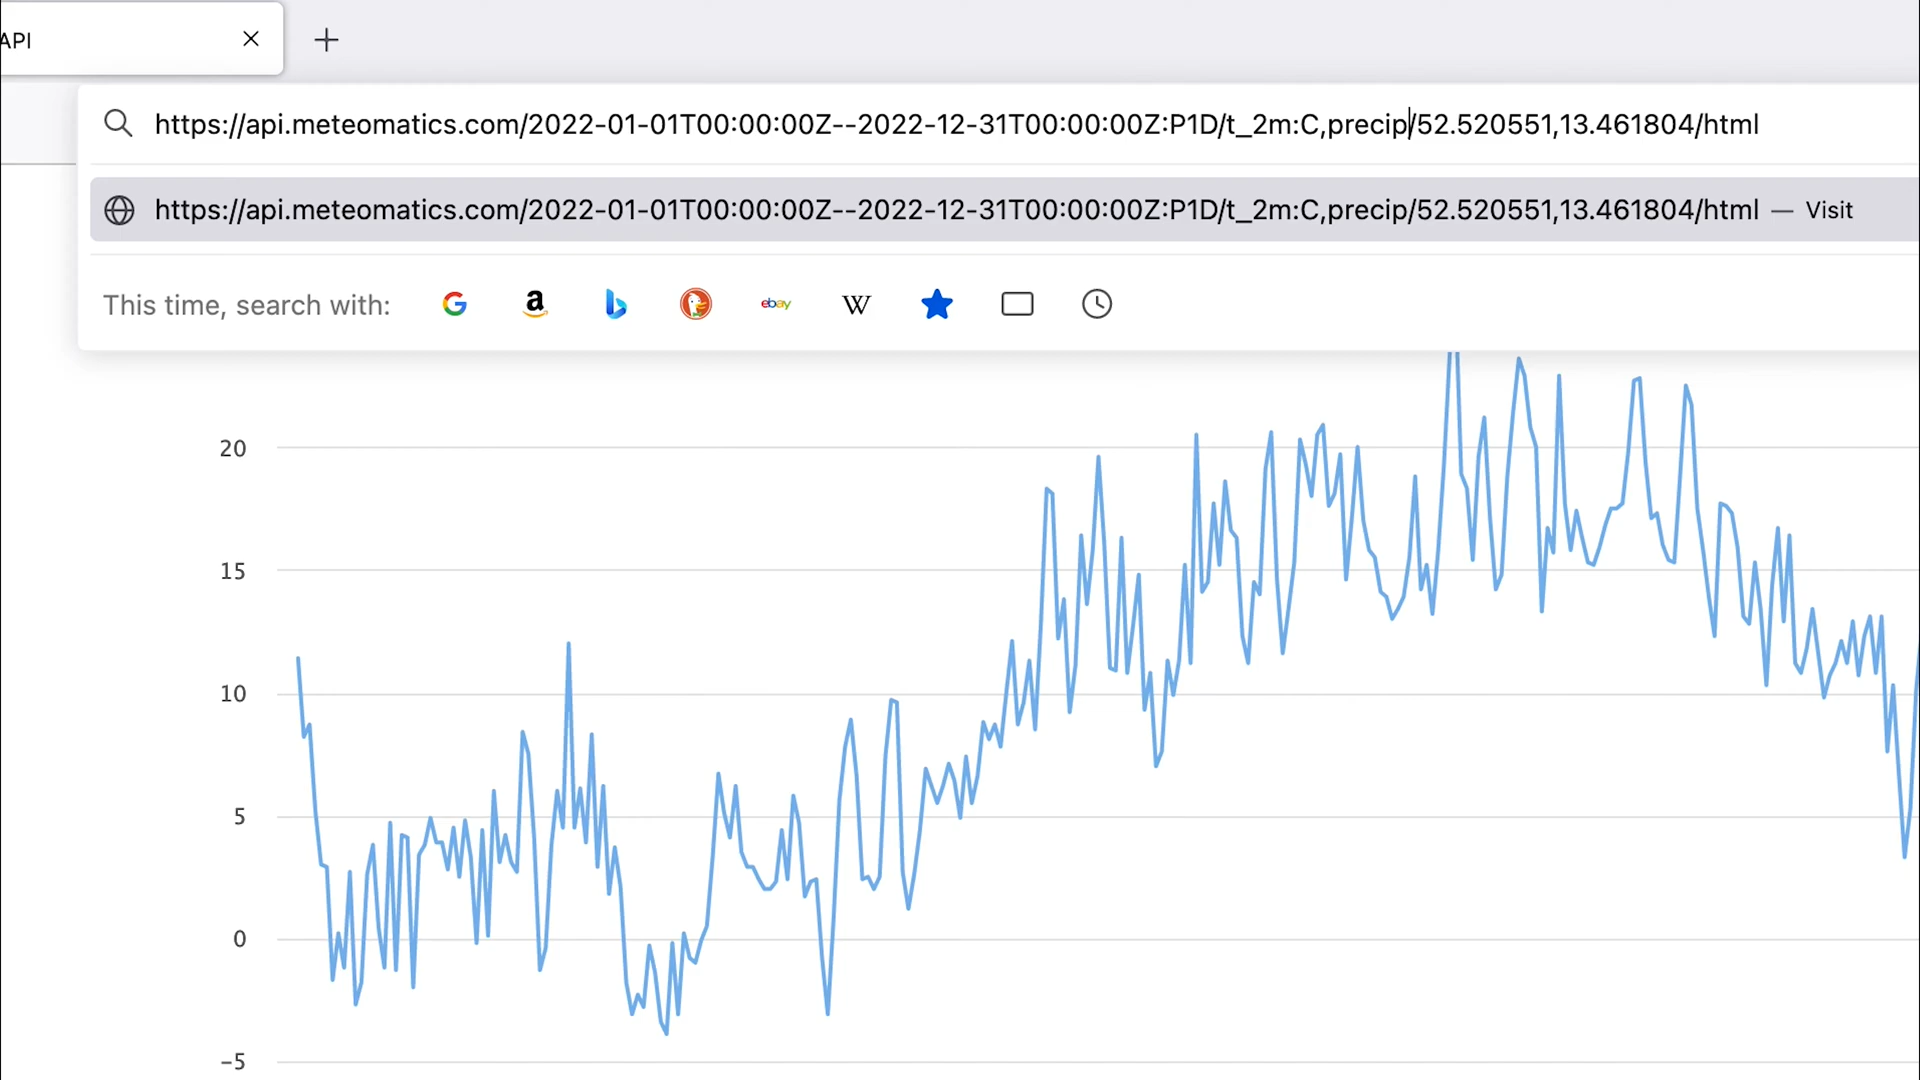 API
https://api.meteomatics.com/2022-01-01T00:00:00Z--2022-12-31T00:00:00Z:P1D/t_2m:C,precip/52.520551,13.461804/html
https://api.meteomatics.com/2022-01-01T00:00:00Z--2022-12-31T00:00:00Z:P1D/t_2m:C,precip/52.520551,13.461804/html — Visit
This time, search with: G a b ebay W
20
15
10
5
0
−5